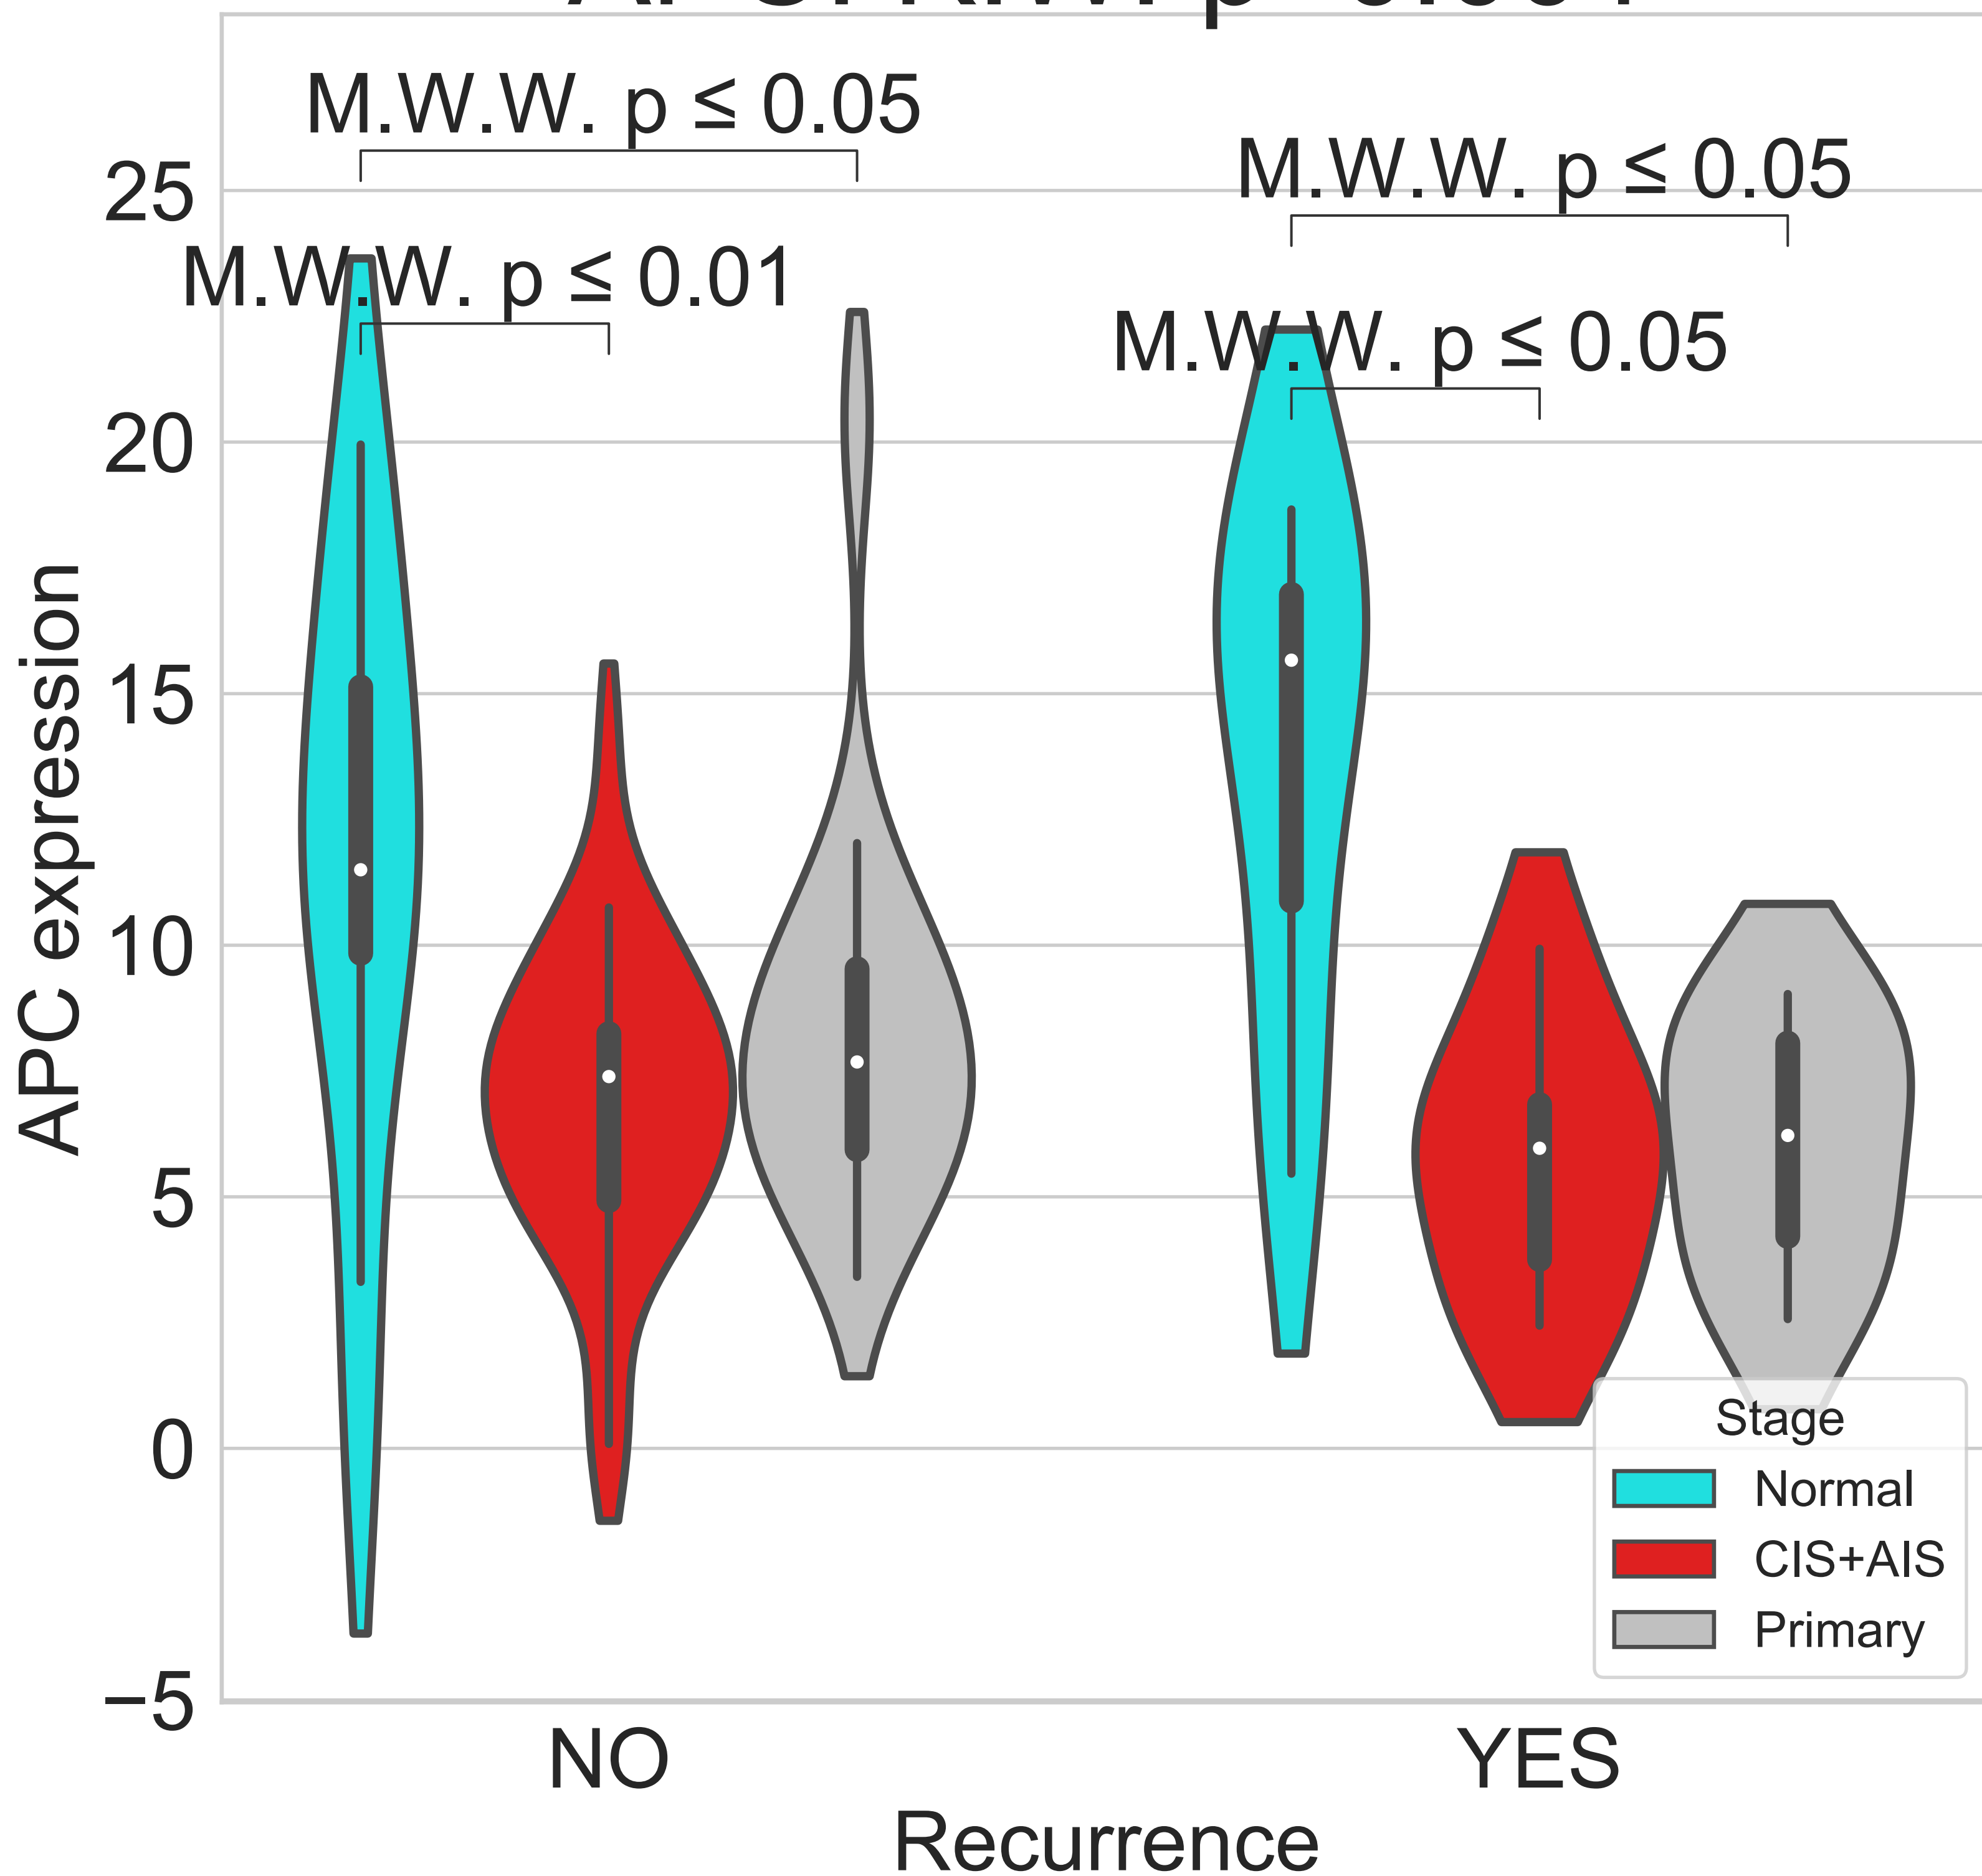 M.W.W. p ≤ 0.05
M.W.W. p ≤ 0.05
M.W.W. p ≤ 0.01
M.W.W. p ≤ 0.05
25
20
15
10
5
0
−5
APC expression
Stage
Normal
CIS+AIS
Primary
NO
YES
Recurrence